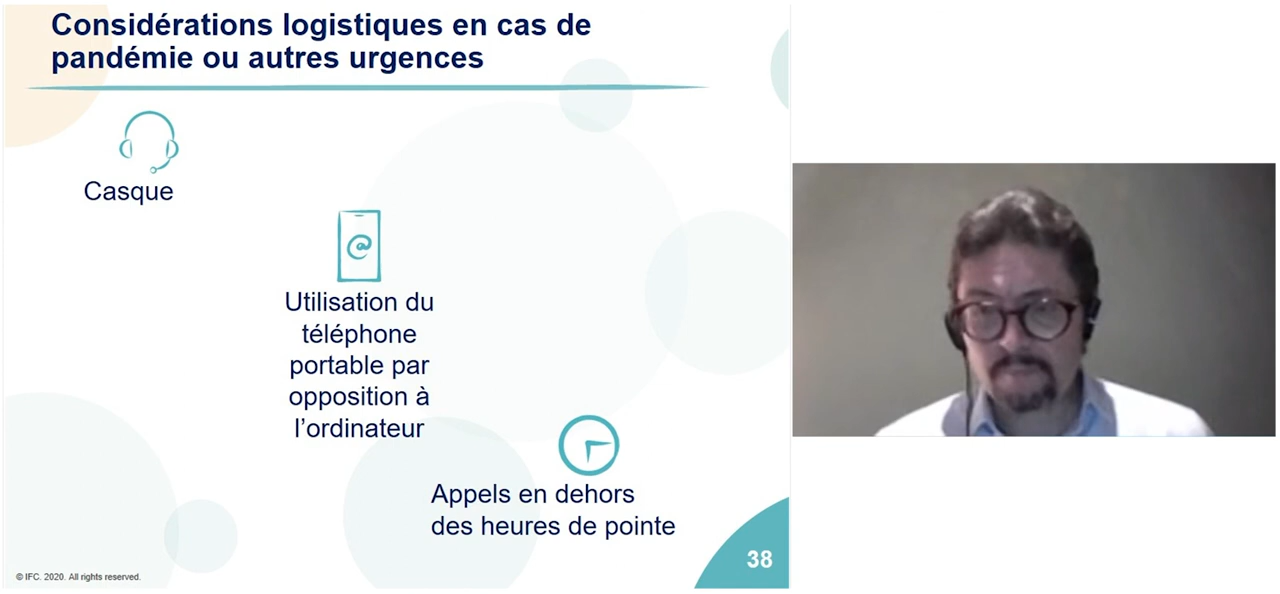 Considérations logistiques en cas de
pandémie ou autres urgences
Casque
@
Utilisation du
téléphone
portable par
opposition à
l’ordinateur
Appels en dehors
des heures de pointe
38
© IFC. 2020. All rights reserved.